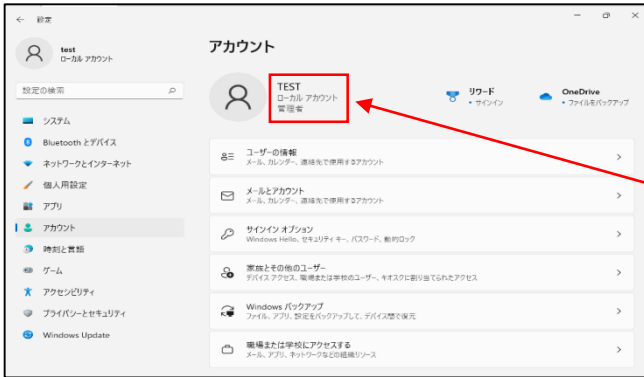 設定
test
ローカル アカウント
設定の検索
システム
Bluetooth とデバイス
ネットワークとインターネット
個人用設定
アプリ
アカウント
時刻と言語
ゲーム
アクセシビリティ
プライバシーとセキュリティ
Windows Update
アカウント
TEST
ローカル アカウント
管理者
リワード
• サインイン
OneDrive
• ファイルをバックアップ
ユーザーの情報
メール、カレンダー、連絡先で使用するアカウント
メールとアカウント
メール、カレンダー、連絡先で使用するアカウント
サインイン オプション
Windows Hello、セキュリティ キー、パスワード、動的ロック
家族とその他のユーザー
デバイス アクセス、職場または学校のユーザー、キオスクに割り当てられたアクセス
Windows バックアップ
ファイル、アプリ、設定をバックアップして、デバイス間で復元
職場または学校にアクセスする
メール、アプリ、ネットワークなどの組織リソース